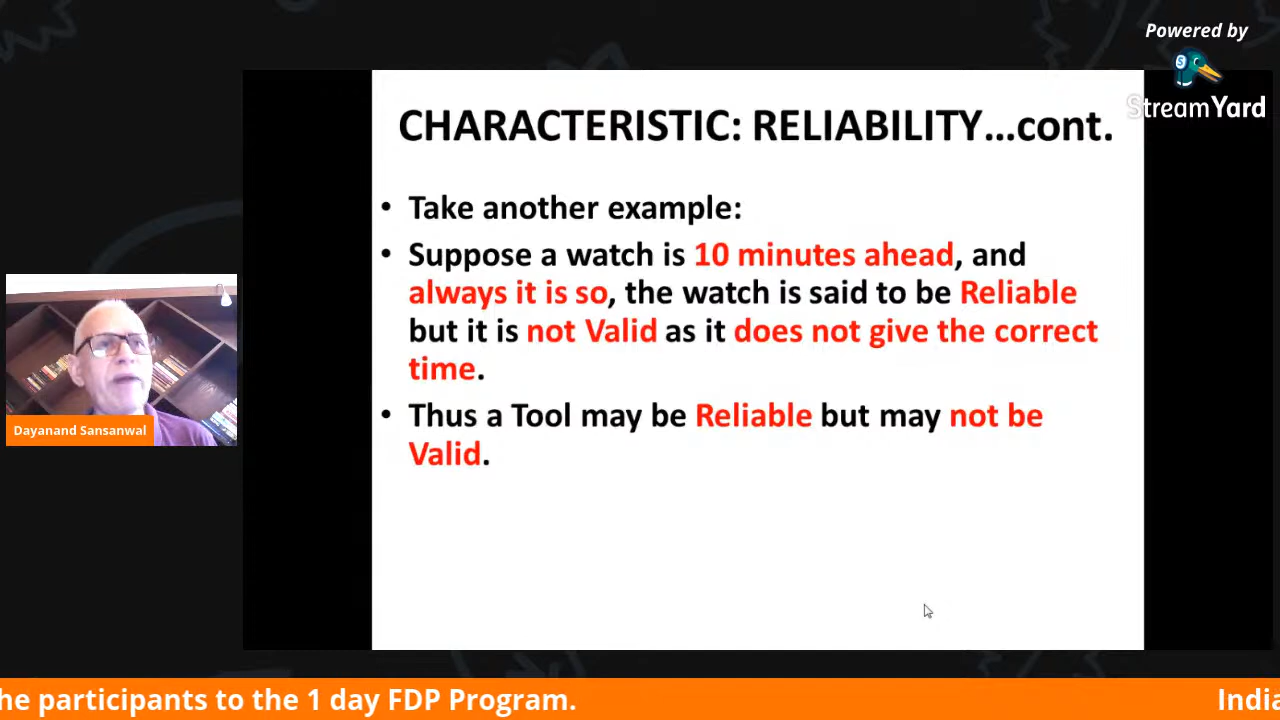 Powered by
StreamYard
CHARACTERISTIC: RELIABILITY...cont.
• Take another example:
• Suppose a watch is 10 minutes ahead, and
always it is so, the watch is said to be Reliable
but it is not Valid as it does not give the correct
time.
• Thus a Tool may be Reliable but may not be
Valid.
Dayanand Sansanwal
he participants to the 1 day FDP Program.
India